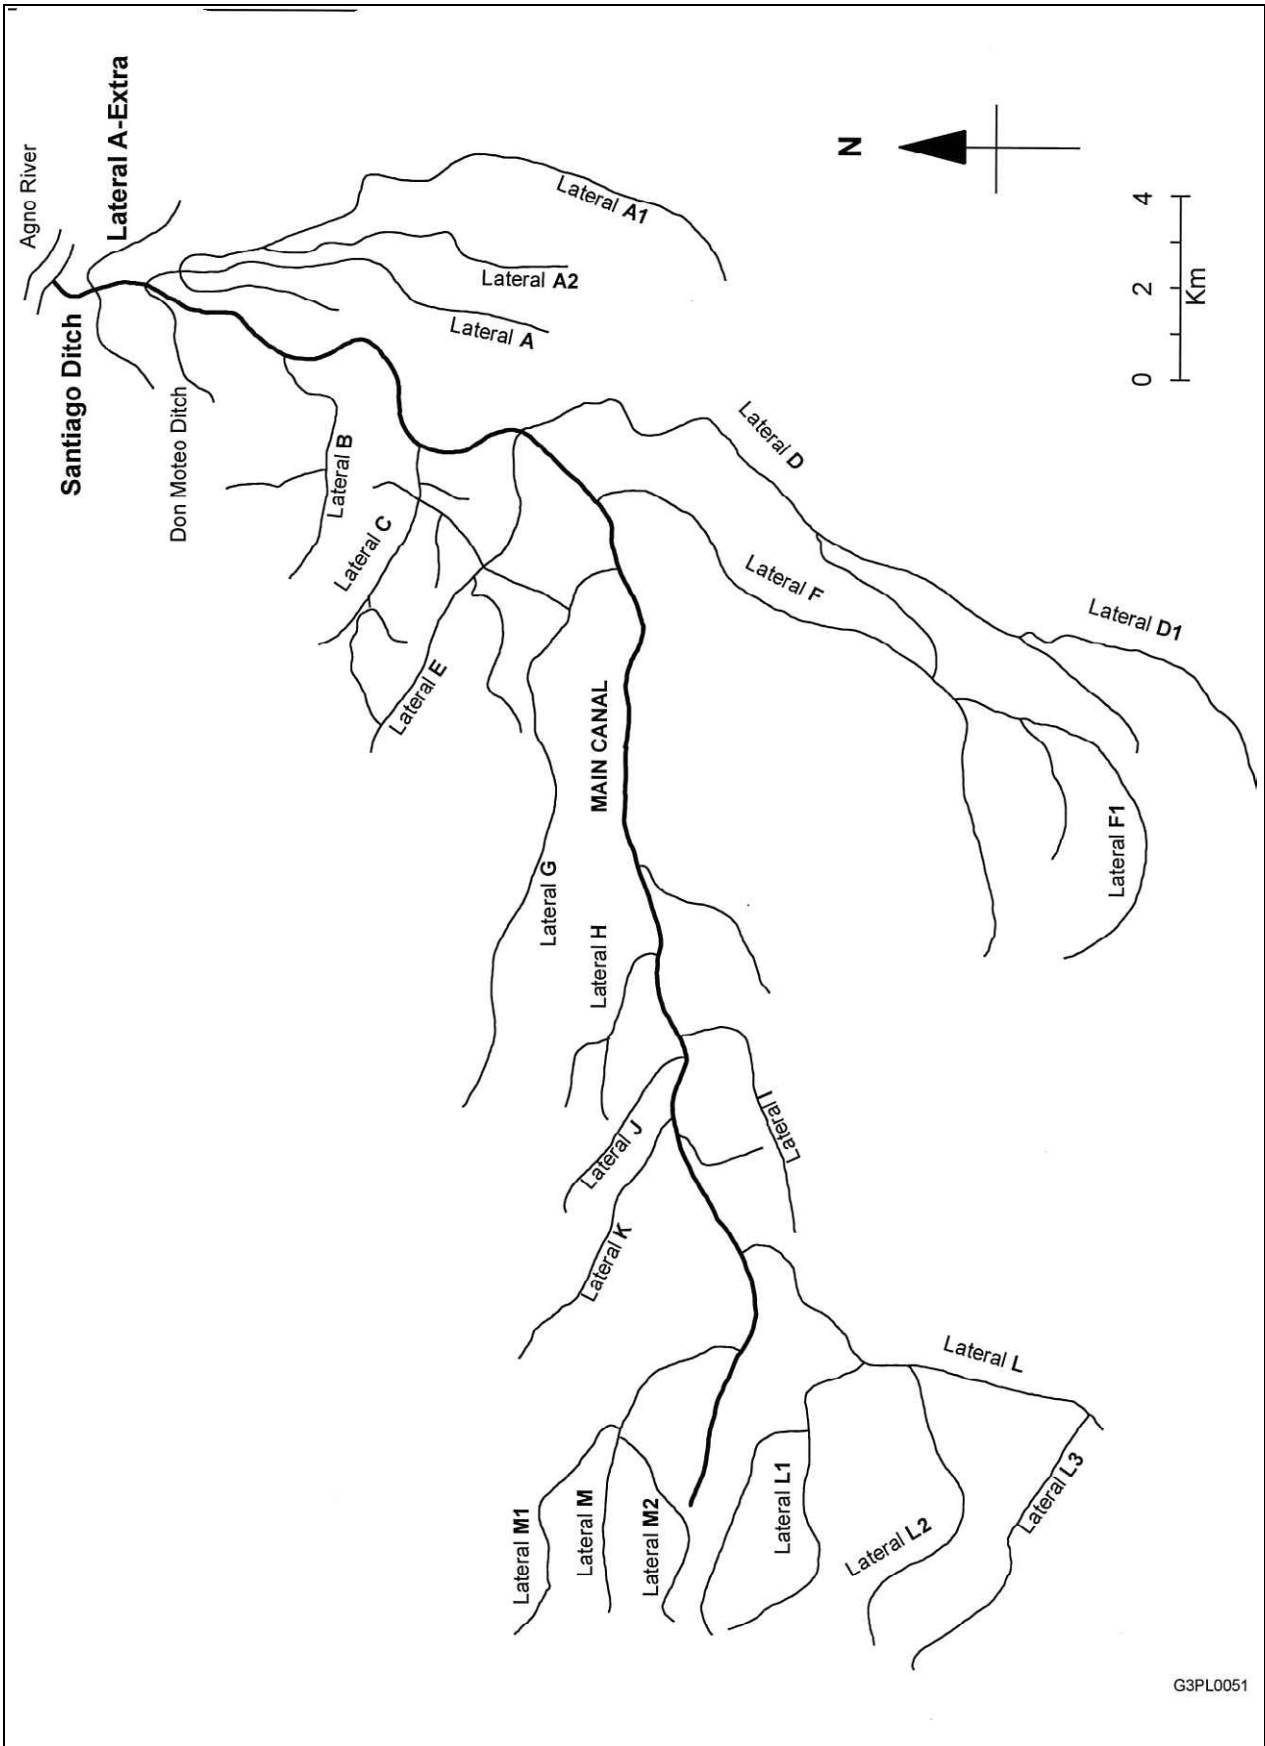 Agno River
Lateral A-Extra
Santiago Ditch
Don Moteo Ditch
Lateral A1
Lateral A2
Lateral A
N
4
2
0
Km
Lateral B
Lateral C
Lateral D
Lateral E
Lateral F
Lateral D1
MAIN CANAL
Lateral G
Lateral F1
Lateral H
Lateral I
Lateral J
Lateral K
Lateral L
Lateral L1
Lateral L2
Lateral L3
Lateral M1
Lateral M
Lateral M2
G3PL0051